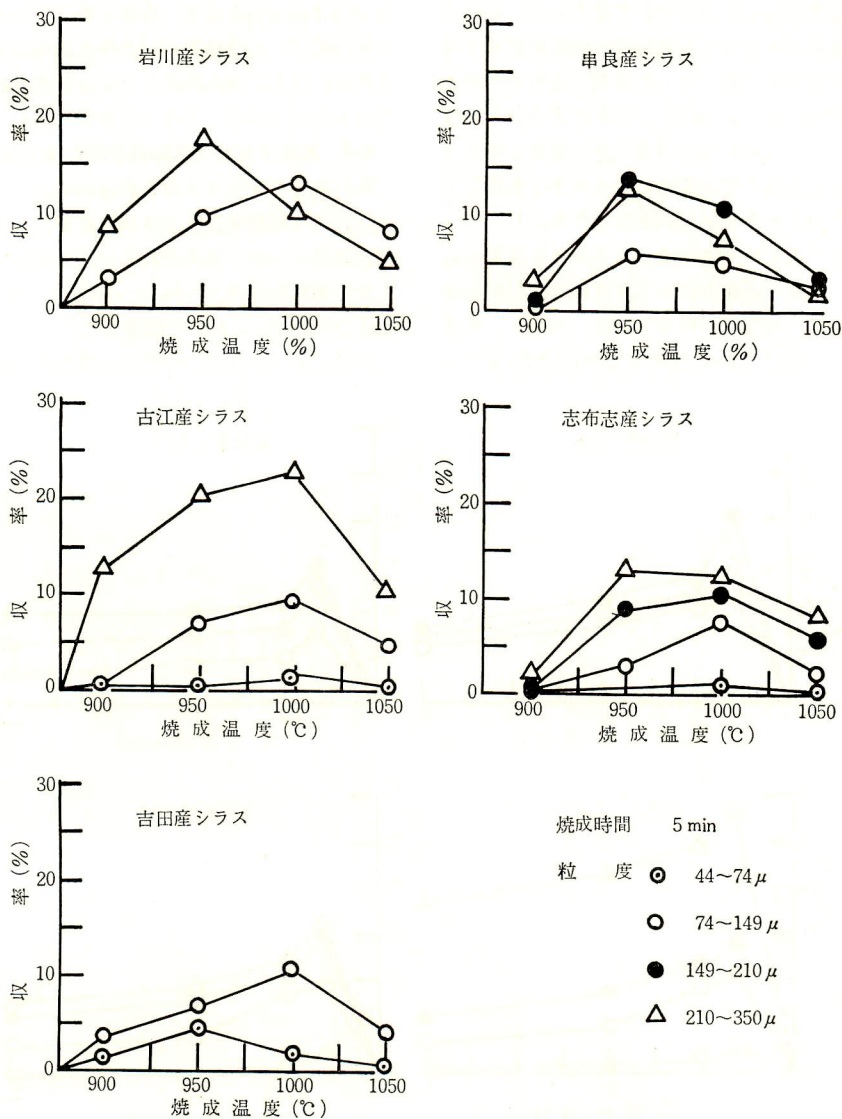 岩川産シラス
収 率 (%)
30
20
10
0
900 950 1000 1050
焼 成 温 度 (%)
串良産シラス
収 率 (%)
30
20
10
0
900 950 1000 1050
焼 成 温 度 (%)
古江産シラス
収 率 (%)
30
20
10
0
900 950 1000 1050
焼 成 温 度 (℃)
志布志産シラス
収 率 (%)
30
20
10
0
900 950 1000 1050
焼 成 温 度 (℃)
吉田産シラス
収 率 (%)
30
20
10
0
900 950 1000 1050
焼 成 温 度 (℃)
焼成時間 5 min
粒 度 44~74μ
74~149μ
149~210μ
210~350μ